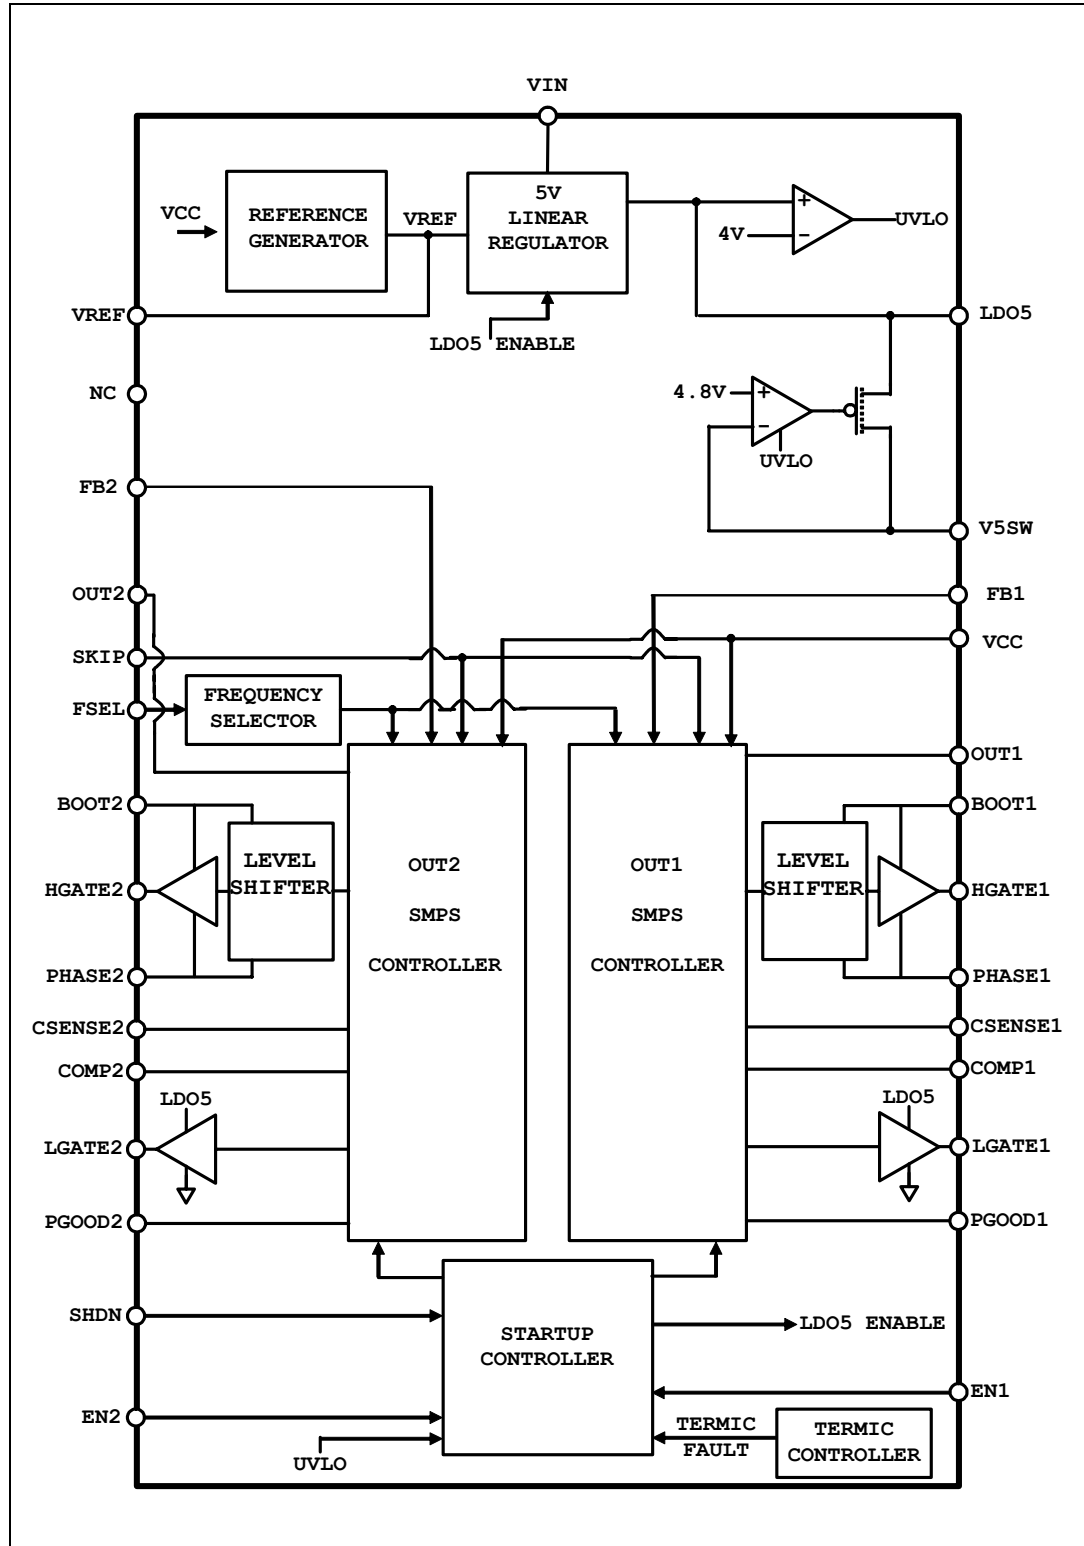 VIN
VCC
REFERENCE
GENERATOR
VREF
5V
LINEAR
REGULATOR
+
4V
-
UVLO
VREF
LDO5 ENABLE
LDO5
NC
4.8V
+
-
UVLO
FB2
V5SW
OUT2
FB1
SKIP
VCC
FSEL
FREQUENCY
SELECTOR
OUT1
BOOT2
BOOT1
LEVEL
SHIFTER
OUT2
SMPS
CONTROLLER
OUT1
SMPS
CONTROLLER
LEVEL
SHIFTER
HGATE2
HGATE1
PHASE2
PHASE1
CSENSE2
CSENSE1
COMP2
COMP1
LDO5
LDO5
LGATE2
LGATE1
PGOOD2
PGOOD1
SHDN
STARTUP
CONTROLLER
LDO5 ENABLE
EN2
EN1
UVLO
TERMIC
FAULT
TERMIC
CONTROLLER